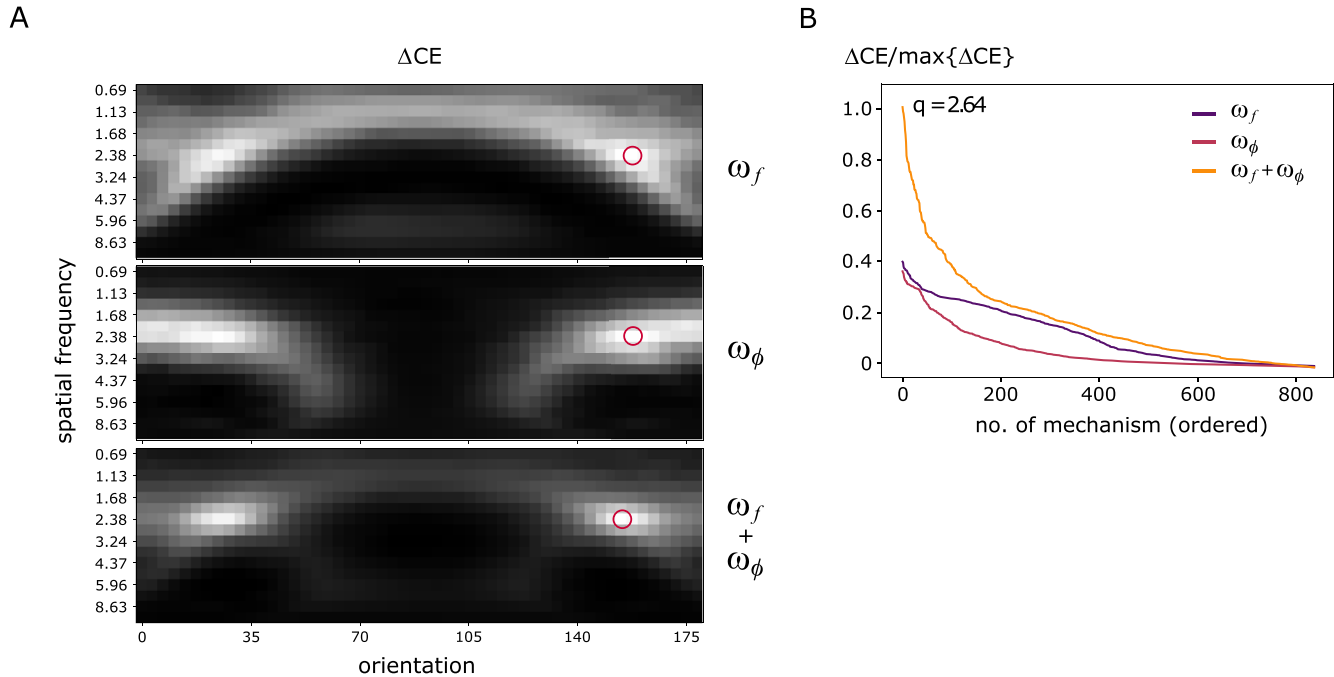 A
ΔCE
spatial frequency
0.69
1.13
1.68
2.38
3.24
4.37
5.96
8.63
ω_f
0.69
1.13
1.68
2.38
3.24
4.37
5.96
8.63
ω_ϕ
0.69
1.13
1.68
2.38
3.24
4.37
5.96
8.63
ω_f
+
ω_ϕ
0 35 70 105 140 175
orientation
B
ΔCE/max{ΔCE}
q = 2.64
ω_f
ω_ϕ
ω_f + ω_ϕ
1.0
0.8
0.6
0.4
0.2
0
0 200 400 600 800
no. of mechanism (ordered)